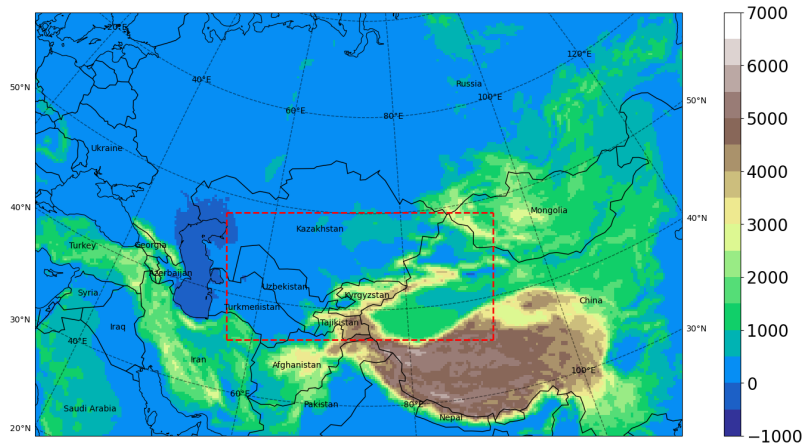 20°E
120°E
40°E
Russia
50°N
60°E
100°E
50°N
80°E
Ukraine
40°N
Mongolia
40°N
Kazakhstan
Georgia
Turkey
Azerbaijan
Uzbekistan
Syria
Kyrgyzstan
China
Turkmenistan
30°N
Iraq
Tajikistan
30°N
40°E
Iran
Afghanistan
100°E
60°E
Saudi Arabia
Pakistan
80°E
Nepal
20°N
7000
6000
5000
4000
3000
2000
1000
0
−1000